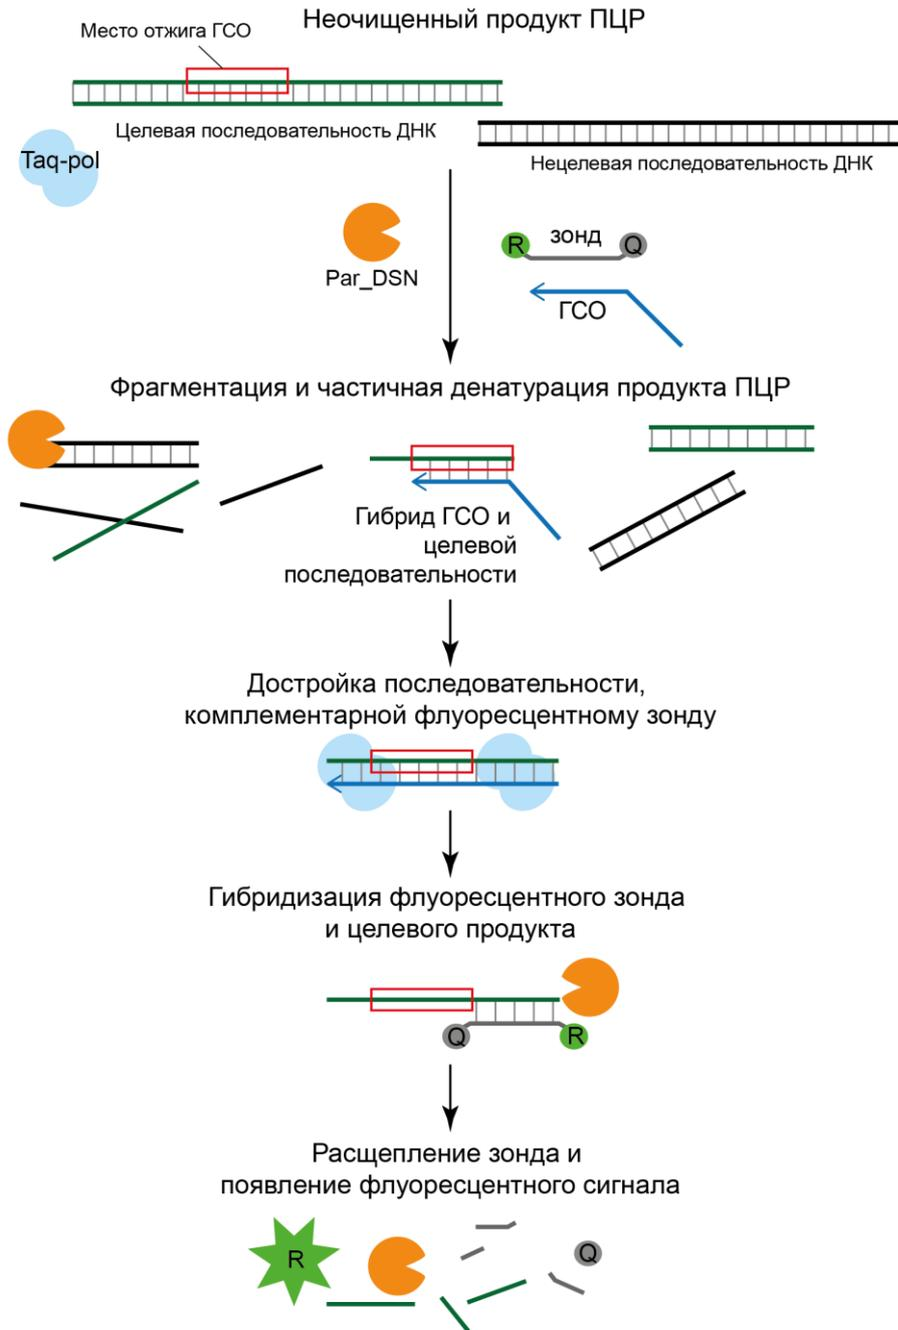 Неочищенный продукт ПЦР
Место отжига ГСО
Целевая последовательность ДНК
Taq-pol
Нецелевая последовательность ДНК
Par_DSN
R
зонд
Q
ГСО
Фрагментация и частичная денатурация продукта ПЦР
Гибрид ГСО и
целевой
последовательности
Достройка последовательности,
комплементарной флуоресцентному зонду
Гибридизация флуоресцентного зонда
и целевого продукта
Q
R
Расщепление зонда и
появление флуоресцентного сигнала
R
Q